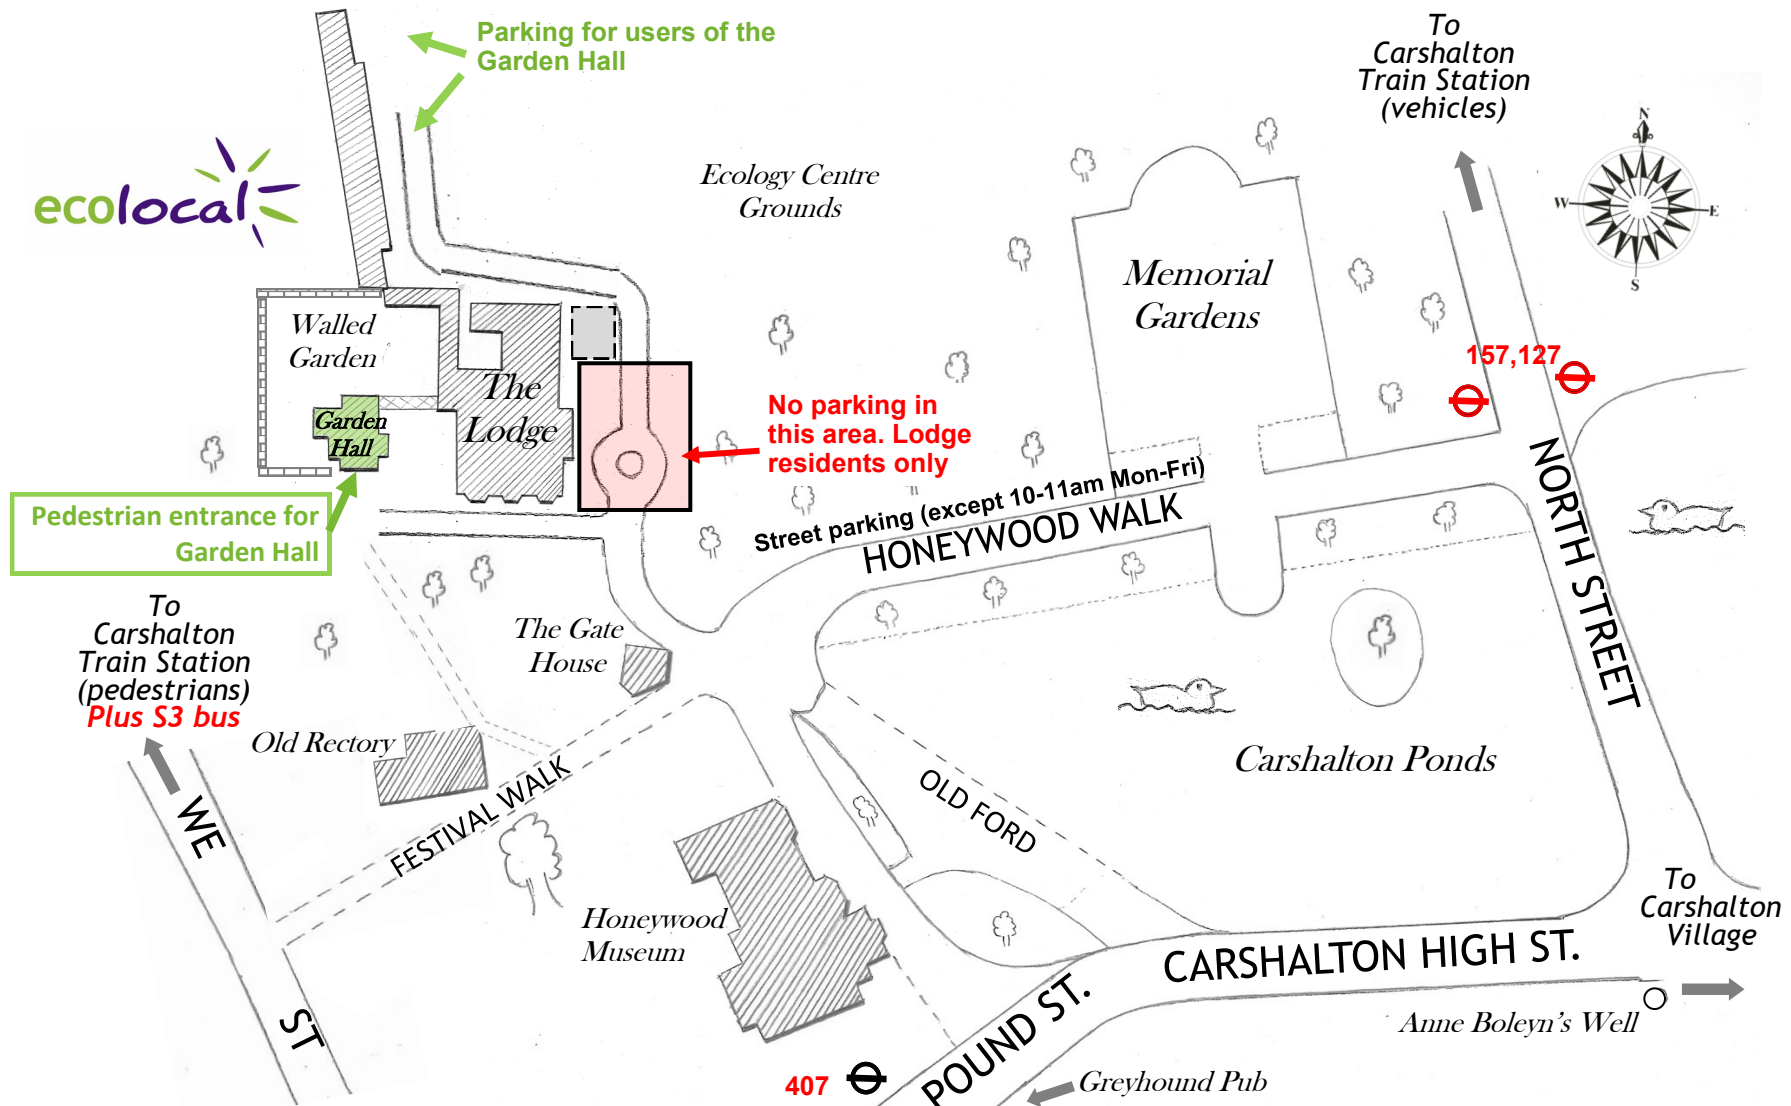 Parking for users of the
Garden Hall
To
Carshalton
Train Station
(vehicles)
N
W
E
S
ecolocal
Ecology Centre
Grounds
Memorial
Gardens
Walled
Garden
The
Lodge
Garden
Hall
157,127
No parking in
this area. Lodge
residents only
Pedestrian entrance for
Garden Hall
Street parking (except 10-11am Mon-Fri)
HONEYWOOD WALK
NORTH STREET
To
Carshalton
Train Station
(pedestrians)
Plus S3 bus
The Gate
House
Old Rectory
FESTIVAL WALK
OLD FORD
Carshalton Ponds
WE
ST
Honeywood
Museum
To
Carshalton
Village
CARSHALTON HIGH ST.
POUND ST.
Anne Boleyn's Well
407
Greyhound Pub